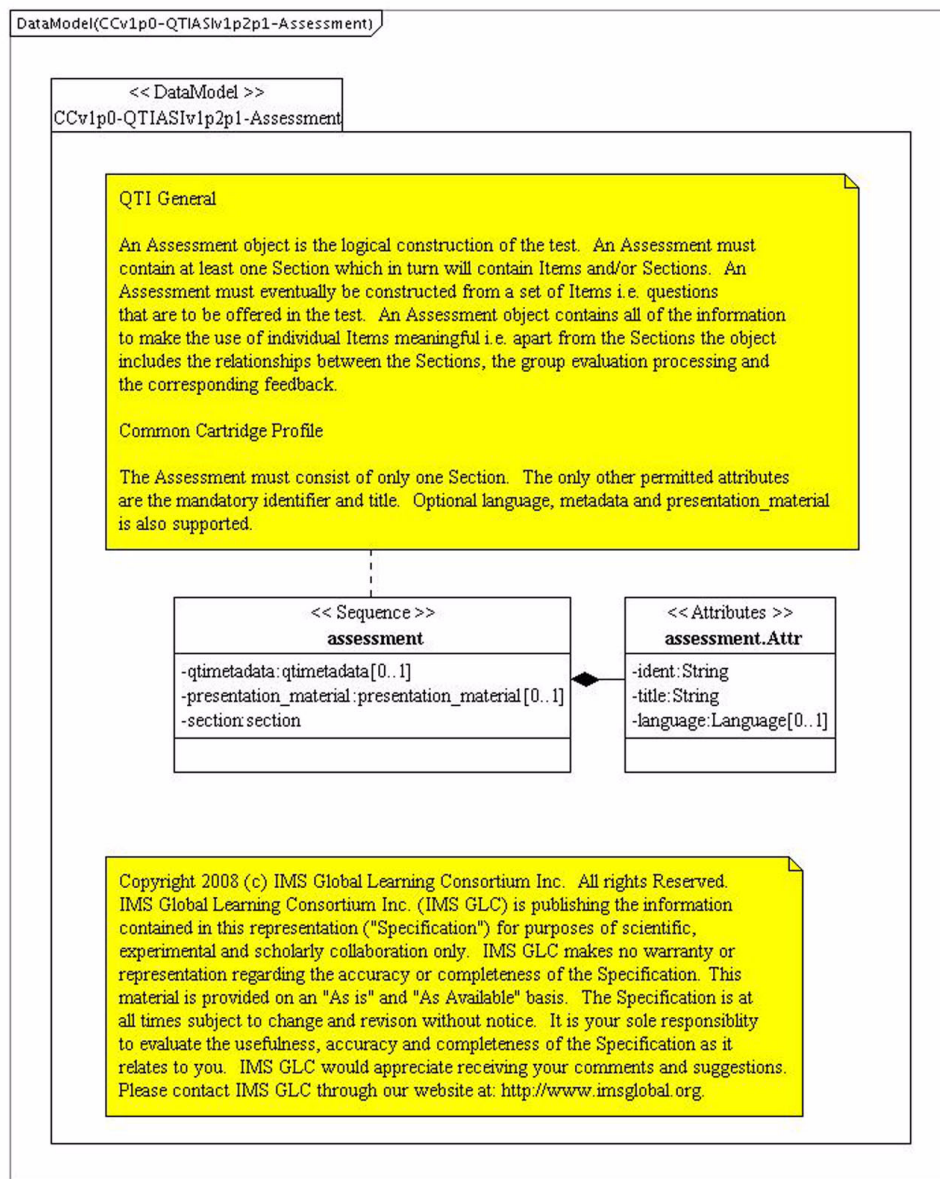 DataModel(CCv1p0-QTIASIv1p2p1-Assessment)
<< DataModel >>
CCv1p0-QTIASIv1p2p1-Assessment
QTI General
An Assessment object is the logical construction of the test.  An Assessment must
contain at least one Section which in turn will contain Items and/or Sections.  An
Assessment must eventually be constructed from a set of Items i.e. questions
that are to be offered in the test.  An Assessment object contains all of the information
to make the use of individual Items meaningful i.e. apart from the Sections the object
includes the relationships between the Sections, the group evaluation processing and
the corresponding feedback.
Common Cartridge Profile
The Assessment must consist of only one Section.  The only other permitted attributes
are the mandatory identifier and title.  Optional language, metadata and presentation_material
is also supported.
<< Sequence >>
assessment
-qtimetadata:qtimetadata[0..1]
-presentation_material:presentation_material[0..1]
-section:section
<< Attributes >>
assessment.Attr
-ident:String
-title:String
-language:Language[0..1]
Copyright 2008 (c) IMS Global Learning Consortium Inc.  All rights Reserved.
IMS Global Learning Consortium Inc. (IMS GLC) is publishing the information
contained in this representation ("Specification") for purposes of scientific,
experimental and scholarly collaboration only.  IMS GLC makes no warranty or
representation regarding the accuracy or completeness of the Specification. This
material is provided on an "As is" and "As Available" basis.  The Specification is at
all times subject to change and revison without notice.  It is your sole responsiblity
to evaluate the usefulness, accuracy and completeness of the Specification as it
relates to you.  IMS GLC would appreciate receiving your comments and suggestions.
Please contact IMS GLC through our website at: http://www.imsglobal.org.